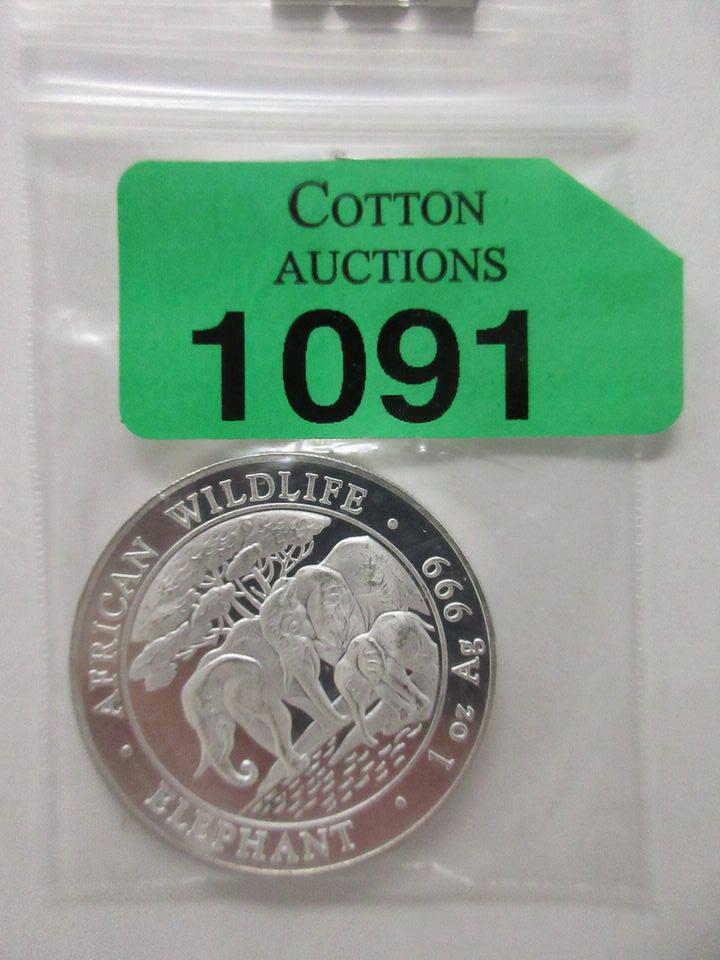 COTTON
AUCTIONS
1091
AFRICAN WILDLIFE
999 1 oz Ag
ELEPHANT